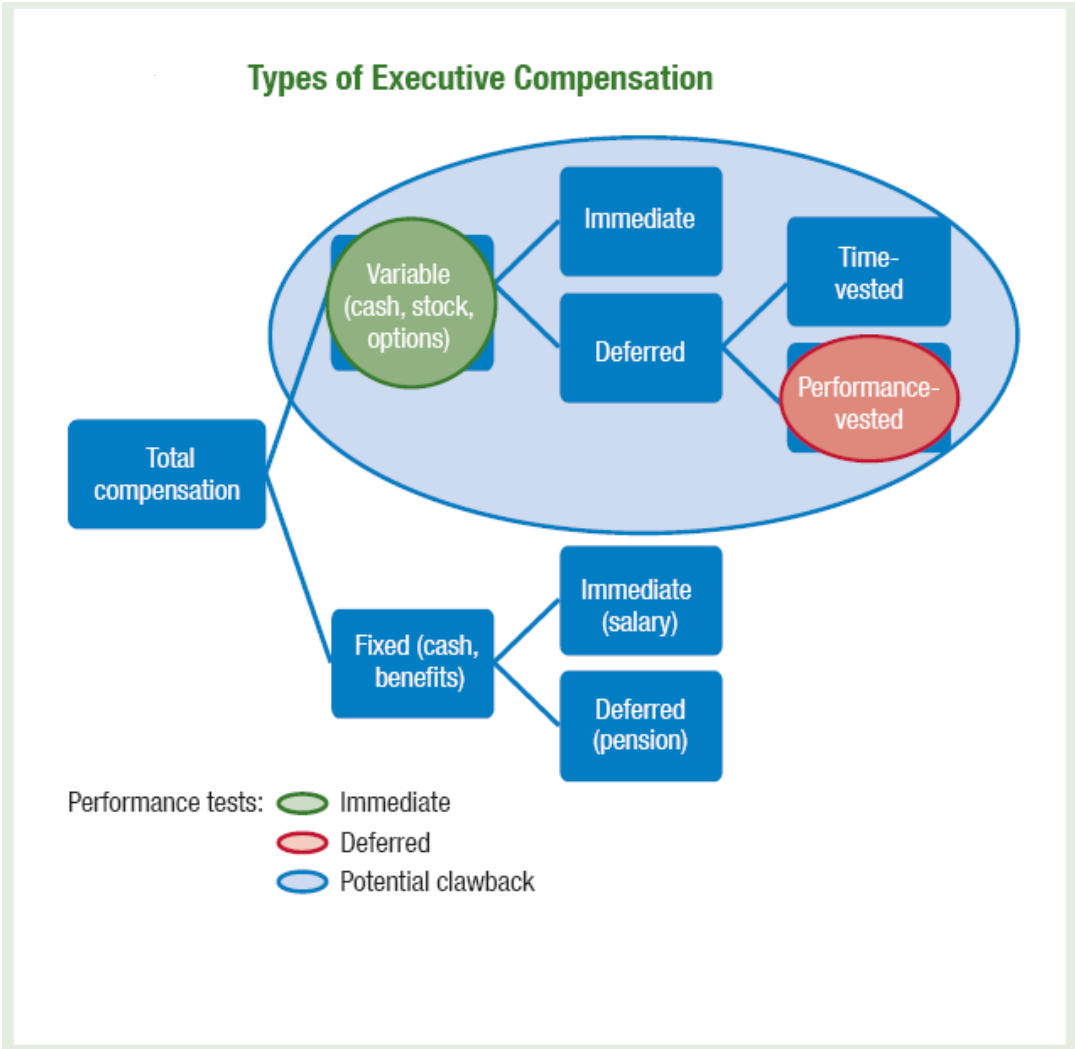 Types of Executive Compensation
Immediate
Variable
(cash, stock,
options)
Time-
vested
Deferred
Performance-
vested
Total
compensation
Immediate
(salary)
Fixed (cash,
benefits)
Deferred
(pension)
Performance tests:
Immediate
Deferred
Potential clawback